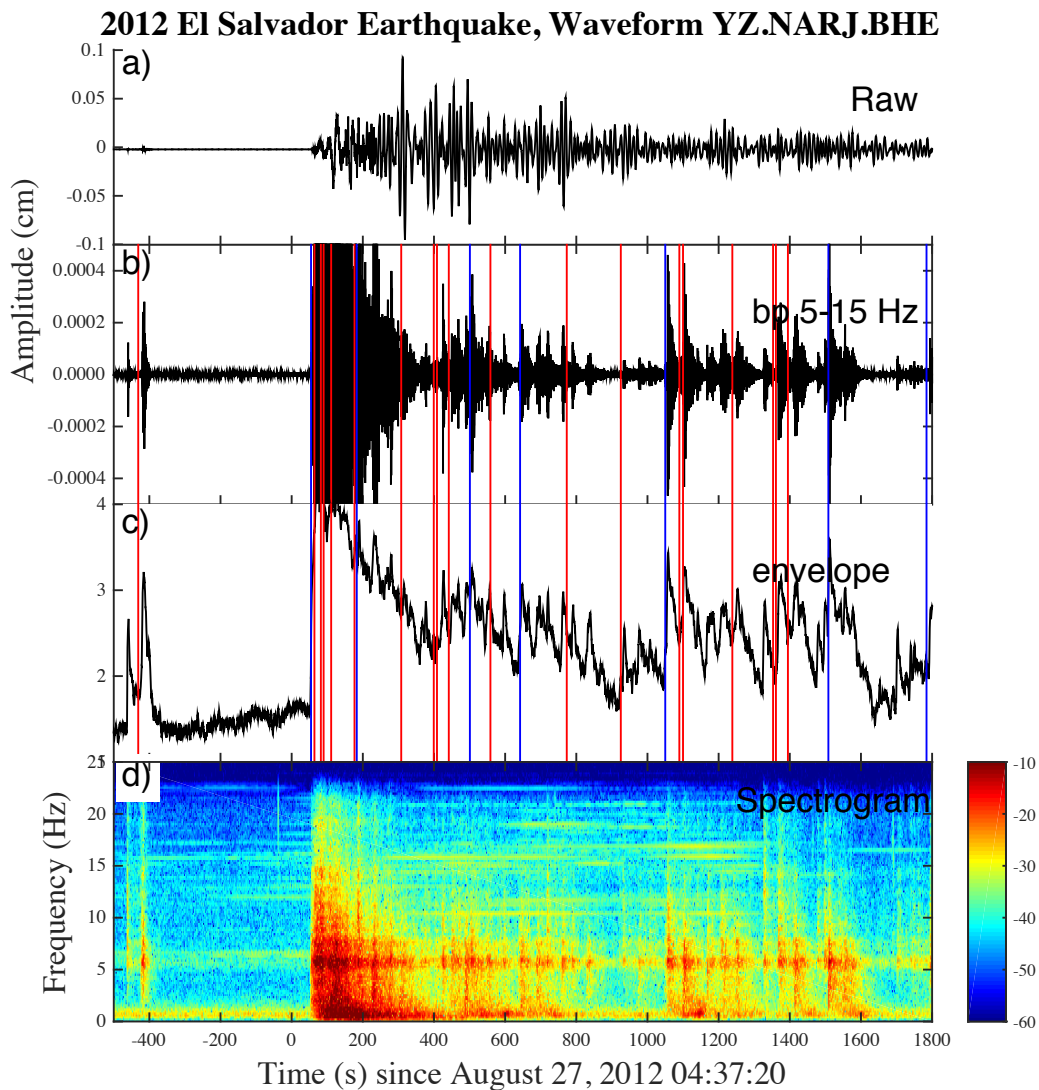 2012 El Salvador Earthquake, Waveform YZ.NARJ.BHE
a)
Raw
0.1
0.05
0
-0.05
-0.1
Amplitude (cm)
b)
bp 5-15 Hz
0.0004
0.0002
0.0000
-0.0002
-0.0004
c)
envelope
4
3
2
1
d)
Spectrogram
25
20
15
10
5
0
Frequency (Hz)
-10
-20
-30
-40
-50
-60
-400 -200 0 200 400 600 800 1000 1200 1400 1600 1800
Time (s) since August 27, 2012 04:37:20